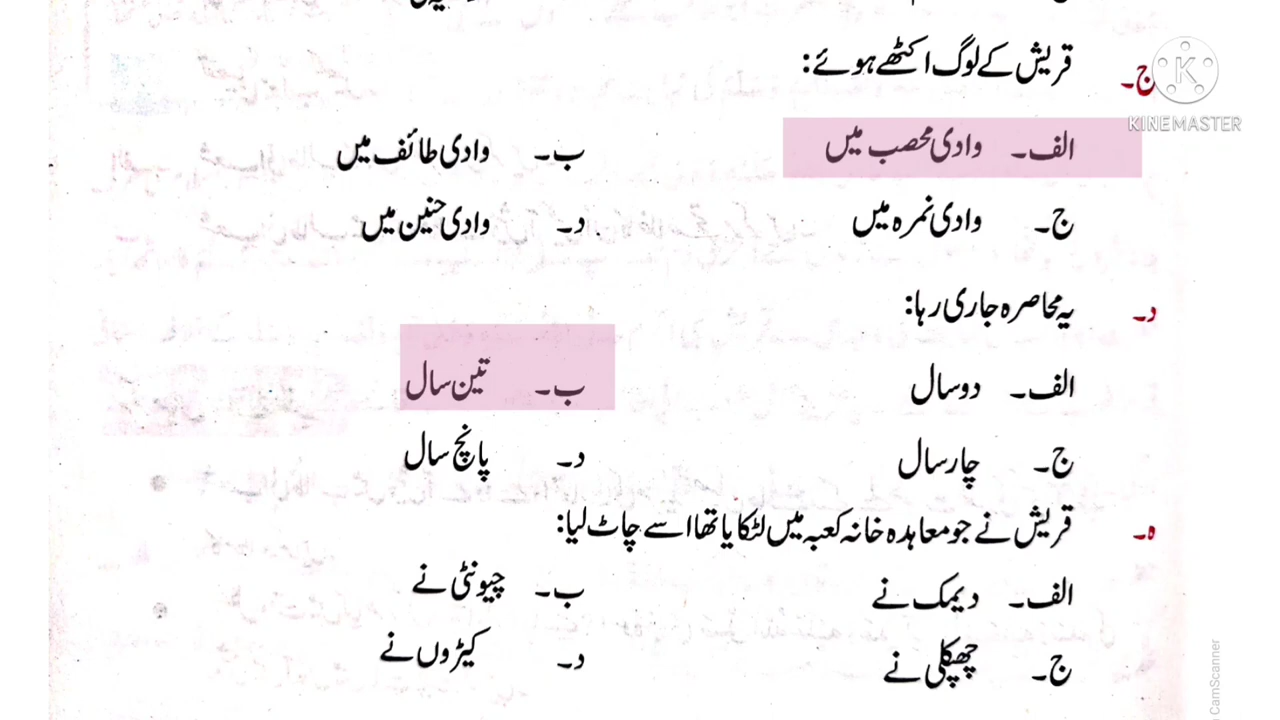 ج۔ قریش کے لوگ اکٹھے ہوئے:
KINEMASTER
الف۔ وادی محصب میں ب۔ وادی طائف میں
ج۔ وادی نمرہ میں د۔ وادی حنین میں
د۔ یہ محاصرہ جاری رہا:
الف۔ دو سال ب۔ تین سال
ج۔ چار سال د۔ پانچ سال
ہ۔ قریش نے جو معاہدہ خانہ کعبہ میں لٹکایا تھا اسے چاٹ لیا:
الف۔ دیمک نے ب۔ چیونٹی نے
ج۔ چھپکلی نے د۔ کیڑوں نے
CamScanner